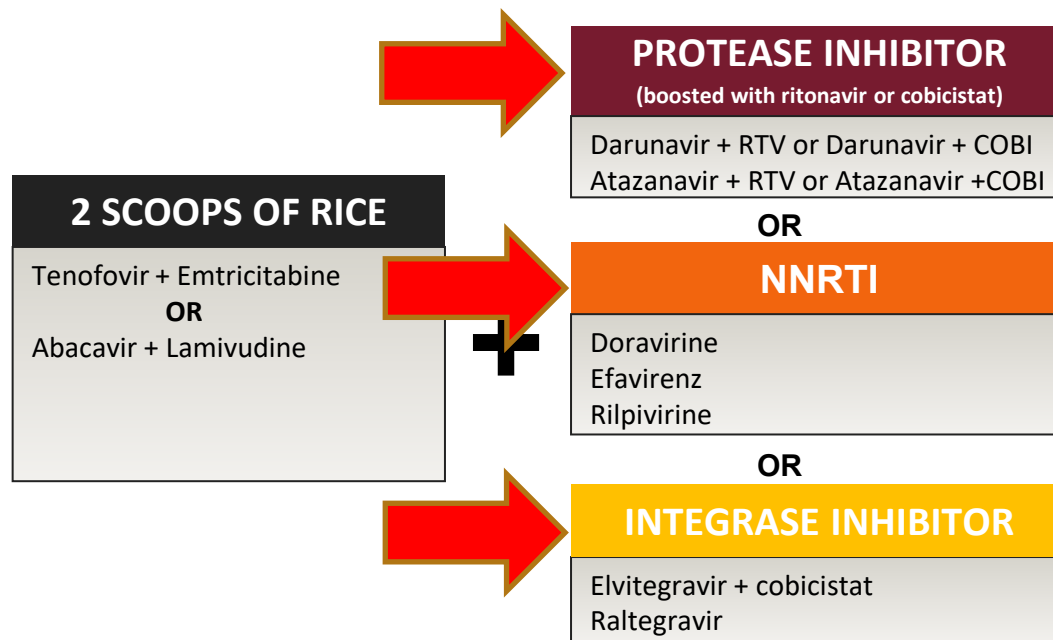 2 SCOOPS OF RICE
Tenofovir + Emtricitabine
OR
Abacavir + Lamivudine
+
PROTEASE INHIBITOR
(boosted with ritonavir or cobicistat)
Darunavir + RTV or Darunavir + COBI
Atazanavir + RTV or Atazanavir +COBI
OR
NNRTI
Doravirine
Efavirenz
Rilpivirine
OR
INTEGRASE INHIBITOR
Elvitegravir + cobicistat
Raltegravir